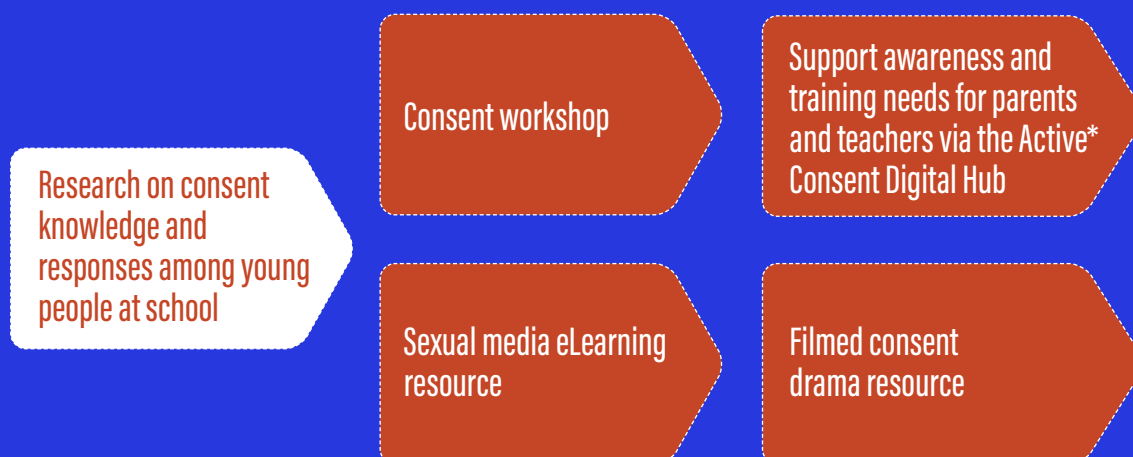 Research on consent
knowledge and
responses among young
people at school
Consent workshop
Support awareness and
training needs for parents
and teachers via the Active*
Consent Digital Hub
Sexual media eLearning
resource
Filmed consent
drama resource